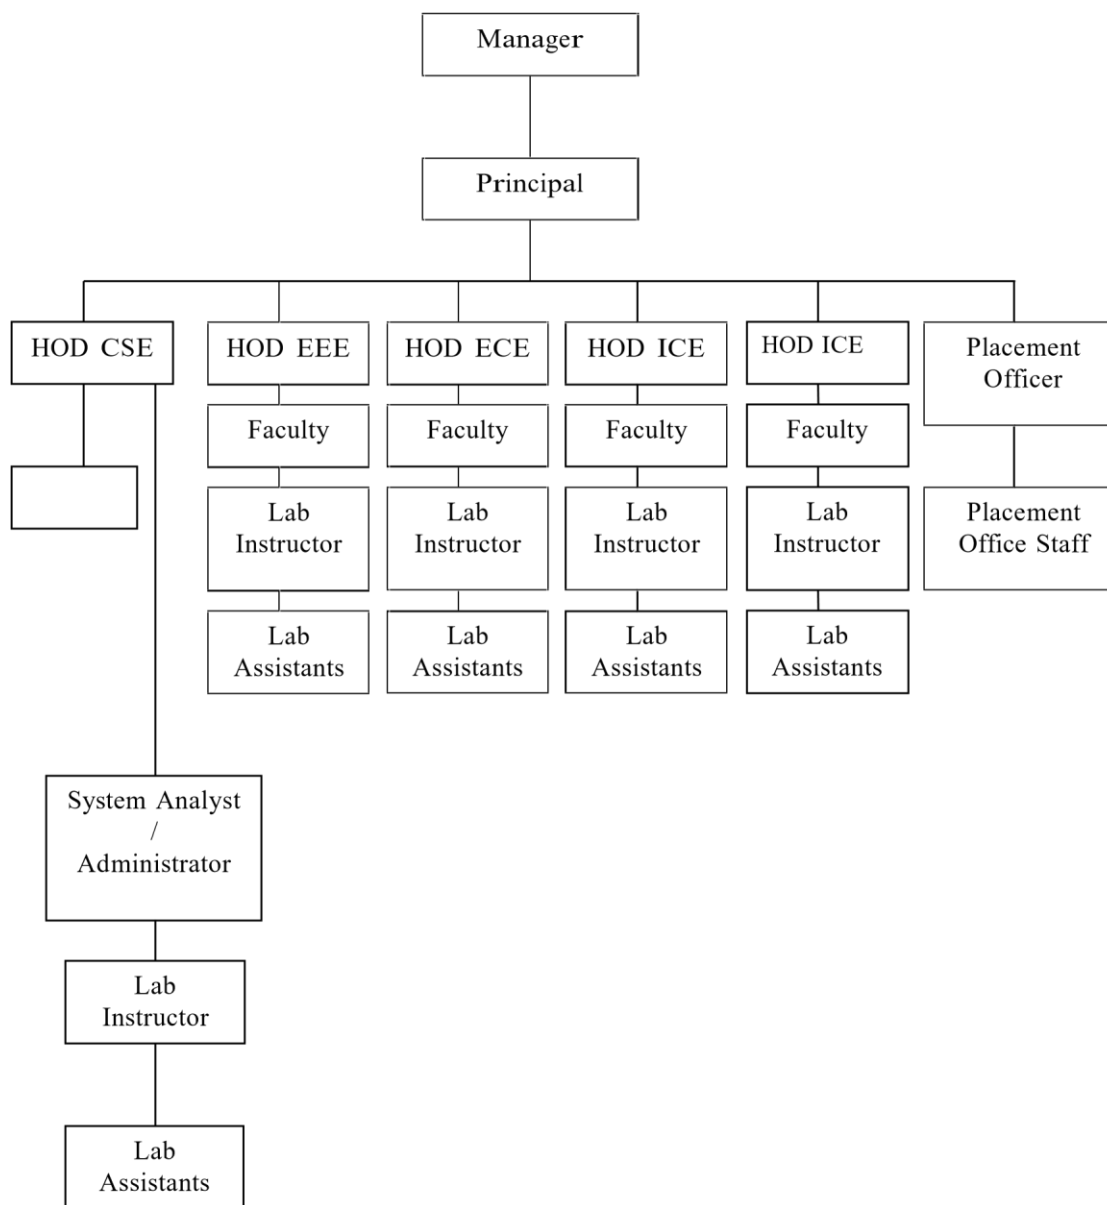 Manager
Principal
HOD CSE
HOD EEE
HOD ECE
HOD ICE
HOD ICE
Placement
Officer
Faculty
Faculty
Faculty
Faculty
Lab
Instructor
Lab
Instructor
Lab
Instructor
Lab
Instructor
Placement
Office Staff
Lab
Assistants
Lab
Assistants
Lab
Assistants
Lab
Assistants
System Analyst
/
Administrator
Lab
Instructor
Lab
Assistants